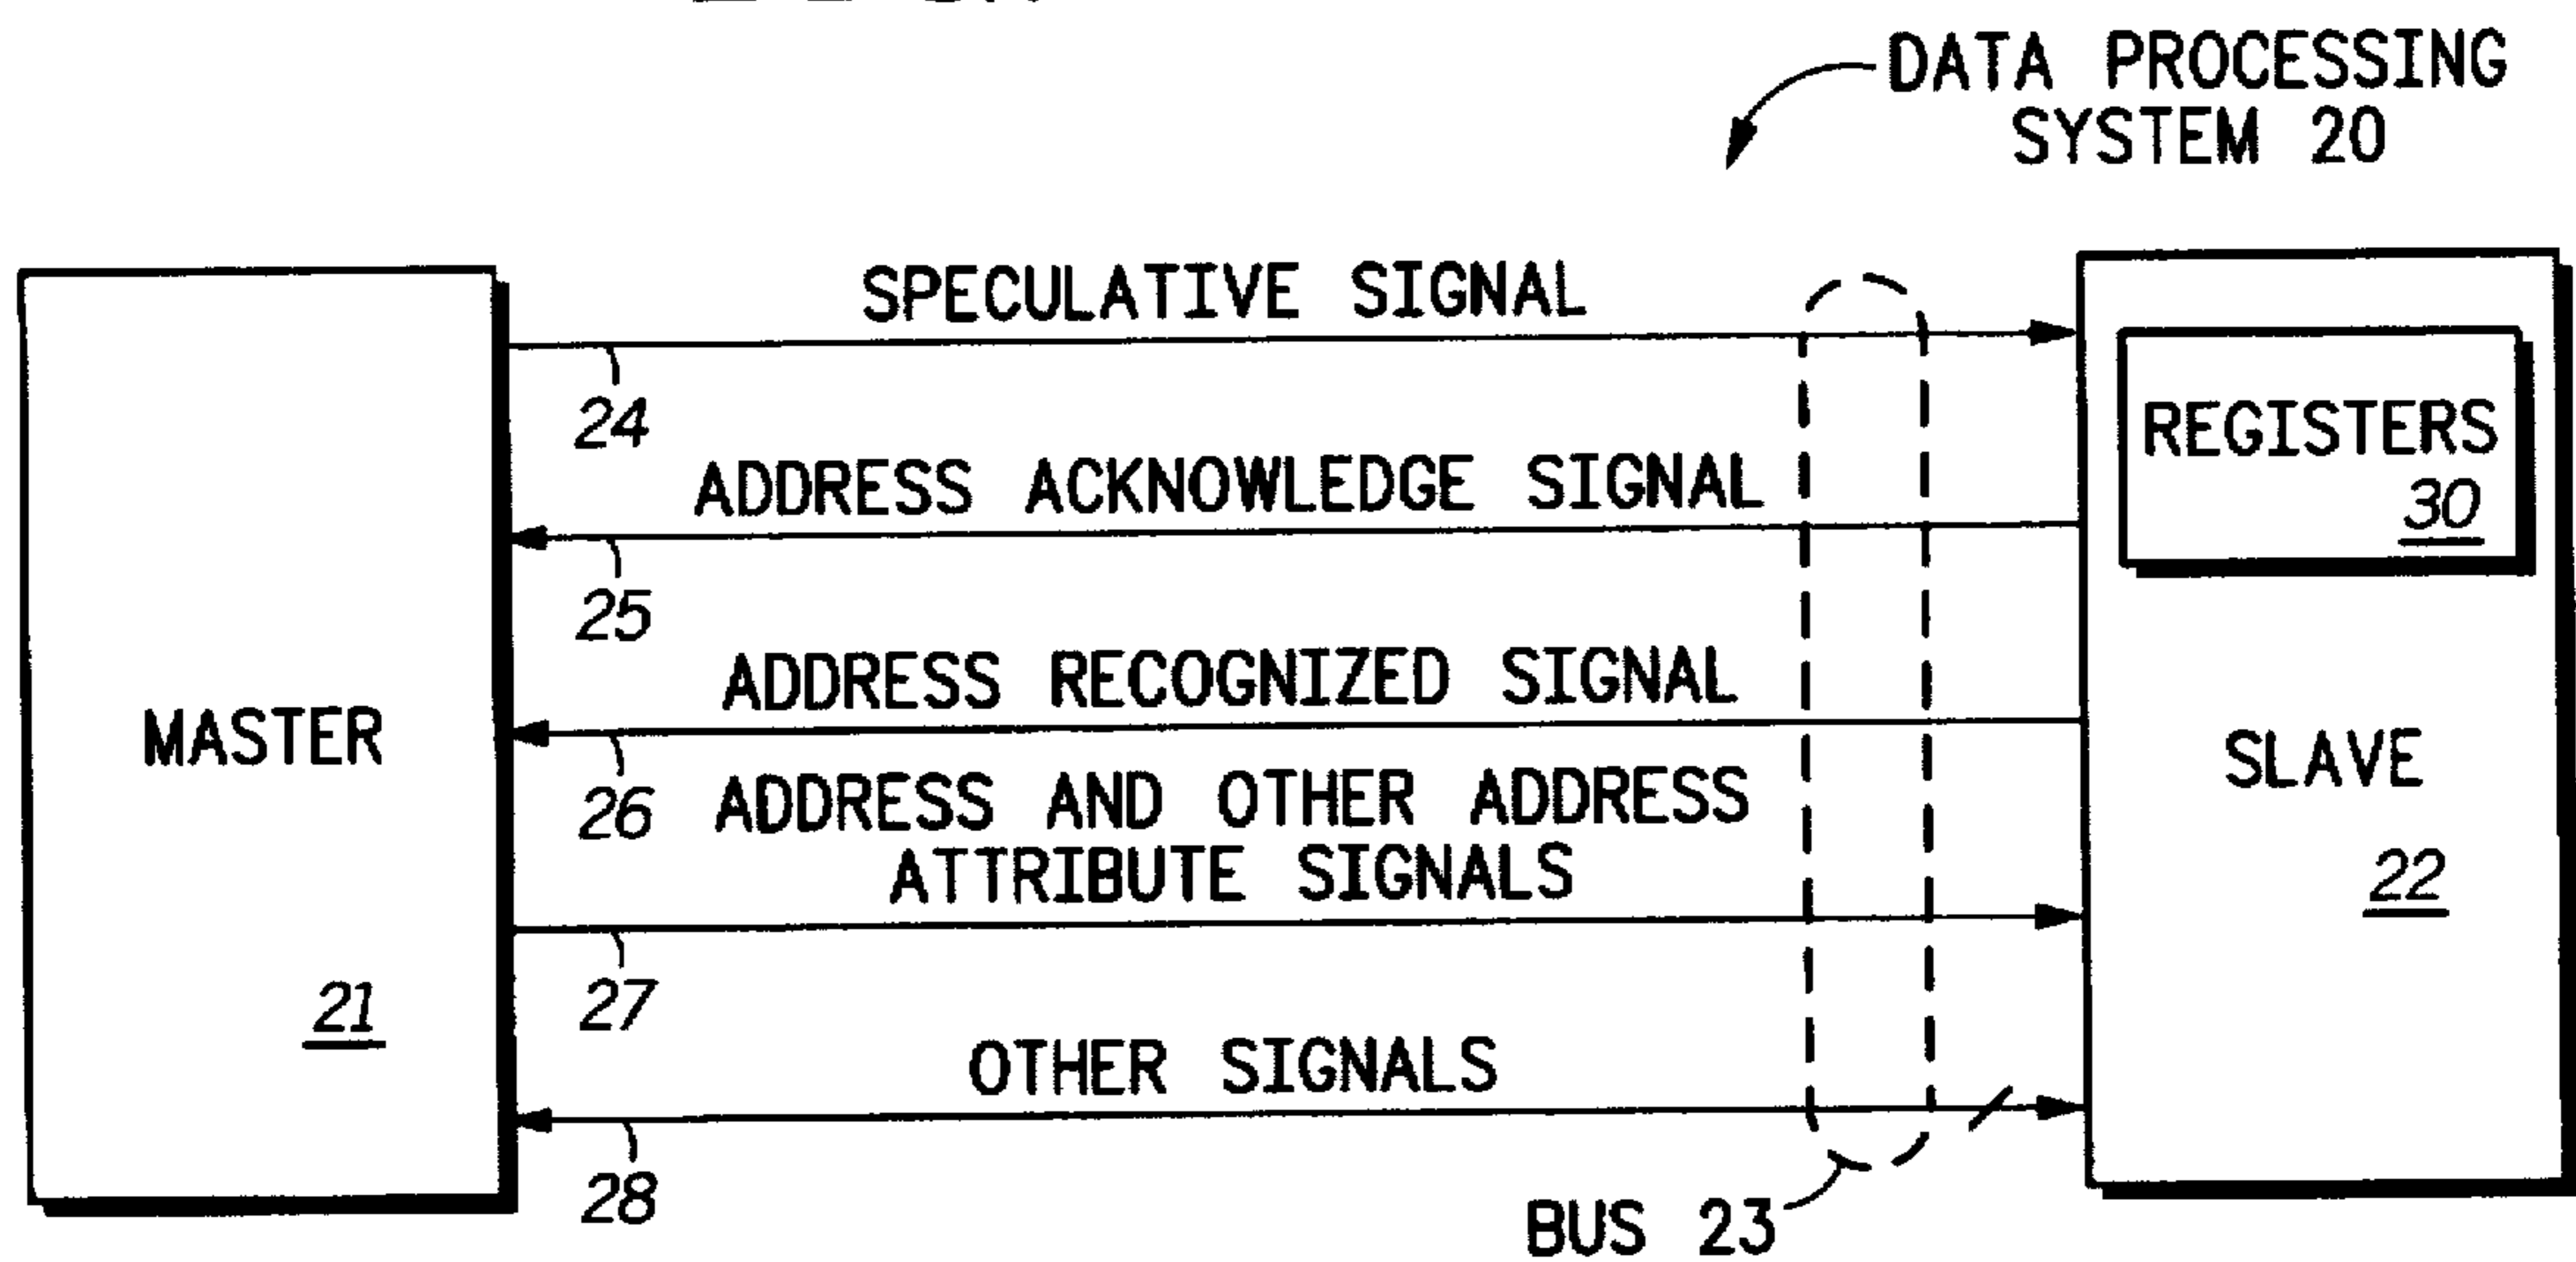 DATA PROCESSING
SYSTEM 20
SPECULATIVE SIGNAL
24
REGISTERS
30
ADDRESS ACKNOWLEDGE SIGNAL
25
ADDRESS RECOGNIZED SIGNAL
26
MASTER
21
SLAVE
22
ADDRESS AND OTHER ADDRESS
ATTRIBUTE SIGNALS
27
OTHER SIGNALS
28
BUS 23